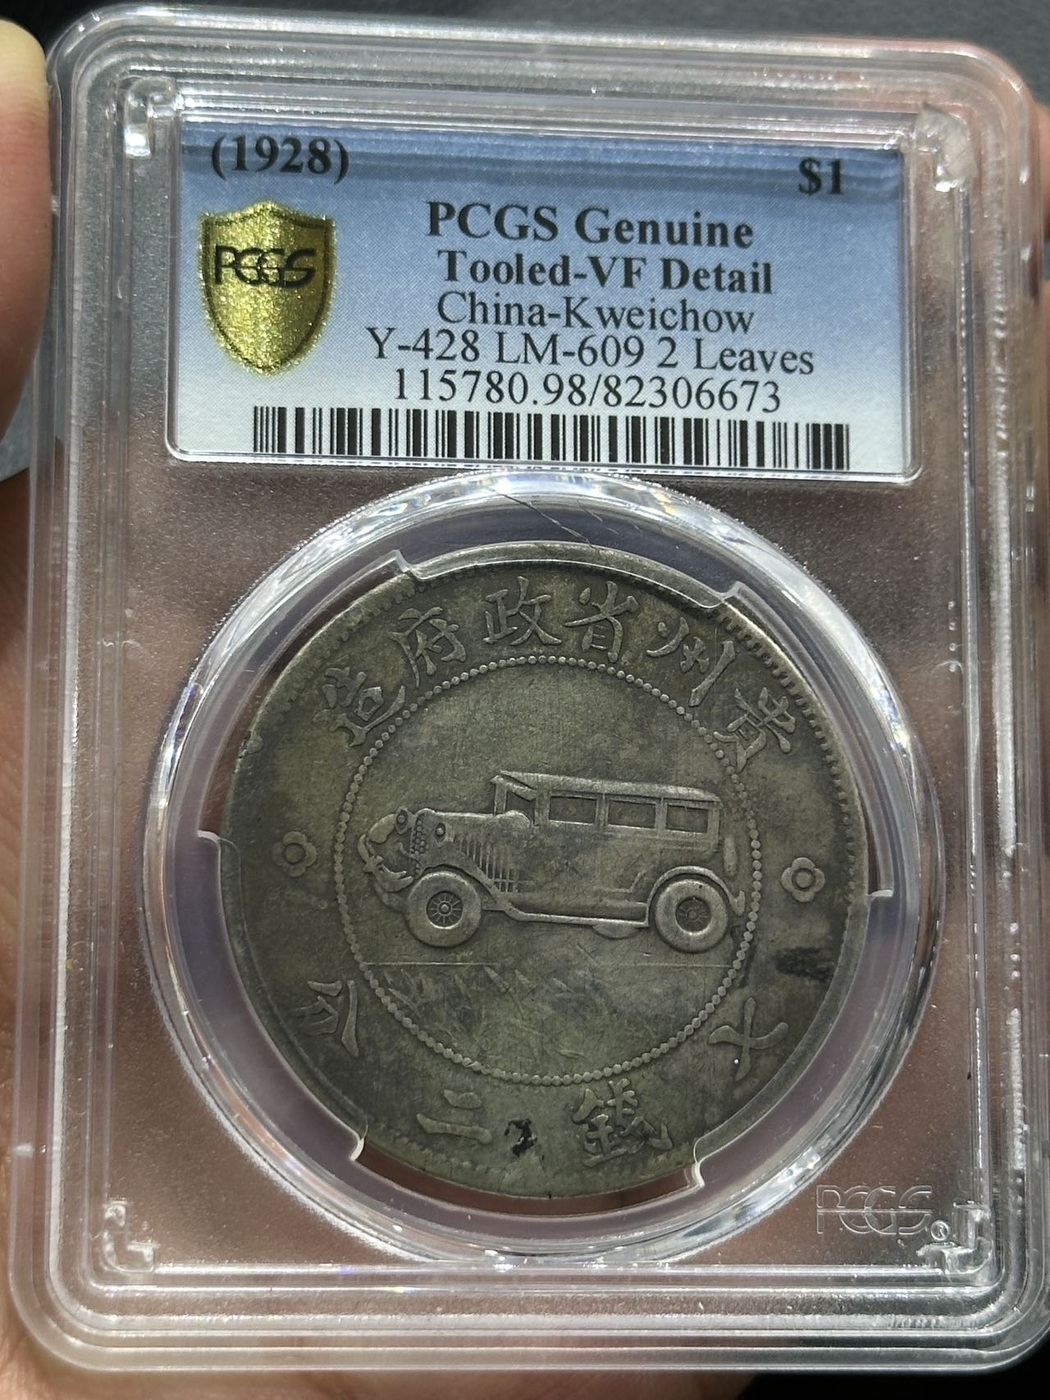 (1928) $1
PCGS Genuine
PCGS
Tooled-VF Detail
China-Kweichow
Y-428 LM-609 2 Leaves
115780.98/82306673
貴州省政府造
七錢二分
PCGS®